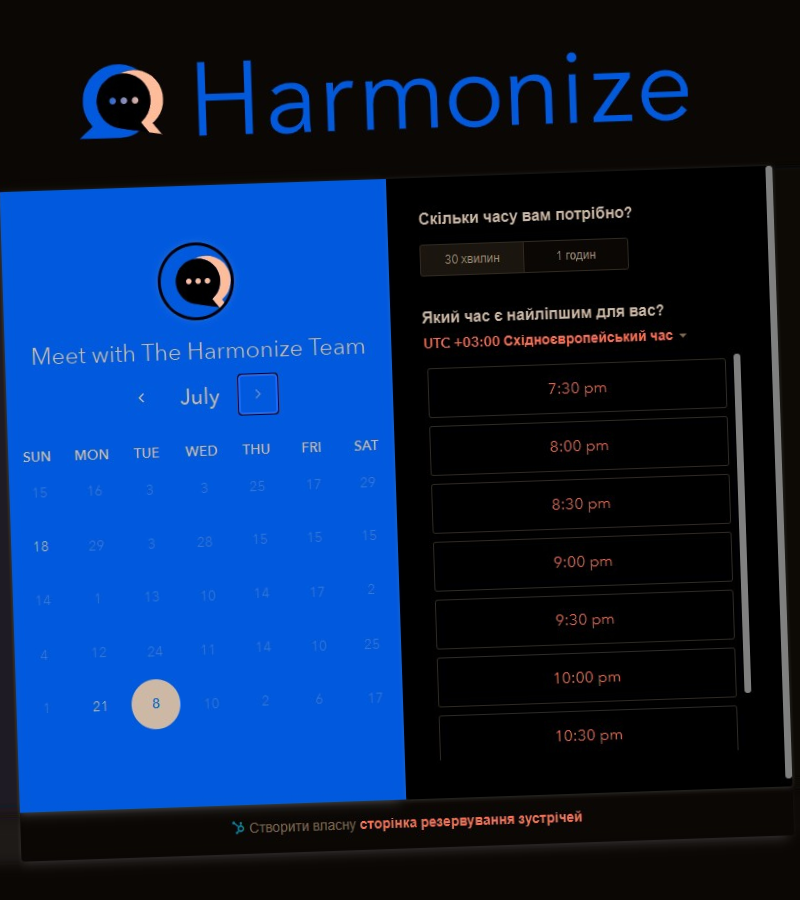 Harmonize
Meet with The Harmonize Team
July
SUN MON TUE WED THU FRI SAT
15 16 3 3 25 17 29
18 29 3 28 15 15 15
14 1 13 10 14 17 2
4 12 24 11 14 10 25
1 21 8 10 2 6 17
Скільки часу вам потрібно?
30 хвилин 1 годин
Який час є найліпшим для вас?
UTC +03:00 Східноєвропейський час
7:30 pm
8:00 pm
8:30 pm
9:00 pm
9:30 pm
10:00 pm
10:30 pm
Створити власну сторінка резервування зустрічей